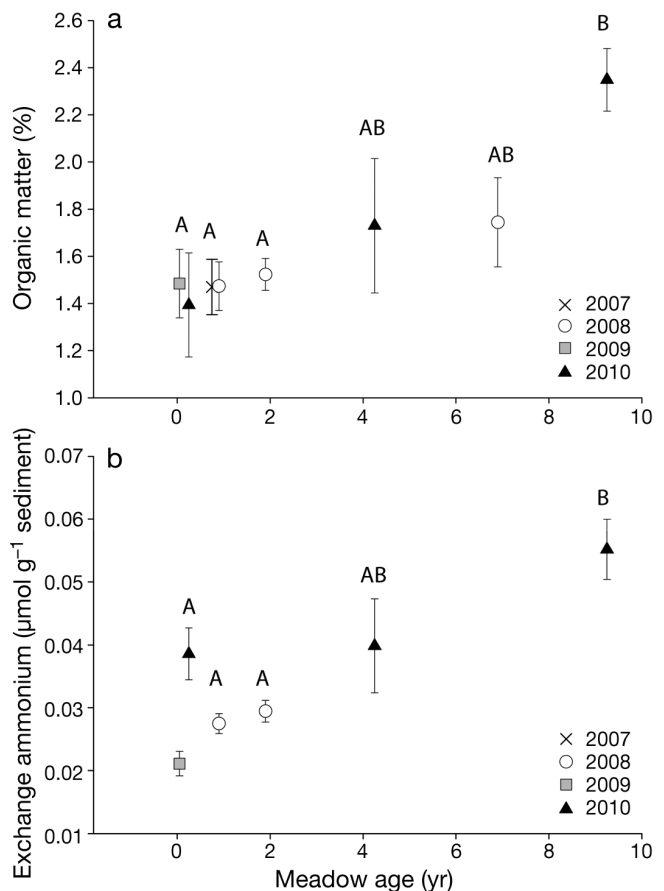 a
Organic matter (%)
2.6
2.4
2.2
2.0
1.8
1.6
1.4
1.2
1.0
A
A
A
AB
AB
B
2007
2008
2009
2010
0
2
4
6
8
10
b
Exchange ammonium (µmol g⁻¹ sediment)
0.07
0.06
0.05
0.04
0.03
0.02
0.01
A
A
A
AB
B
2007
2008
2009
2010
0
2
4
6
8
10
Meadow age (yr)